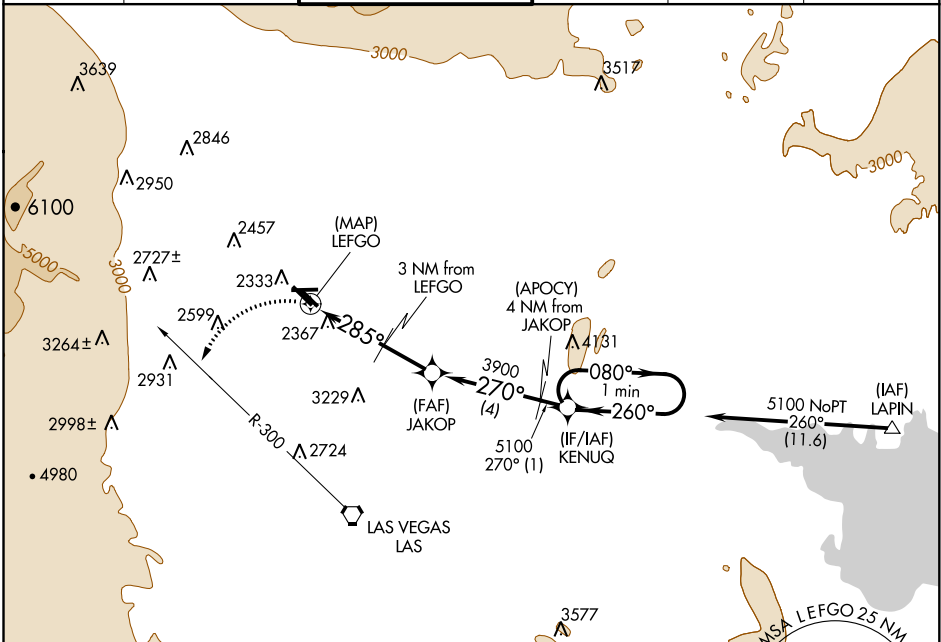 3000
3639
3517
2846
2950
3000
6100
(MAP)
LEFGO
2457
5000
3000
2727±
3 NM from
LEFGO
2333
(APOCY)
4 NM from
JAKOP
2599
2367
285°
3264±
4131
2931
3900
270°
(4)
080°
1 min
3229
260°
(FAF)
JAKOP
(IAF)
LAPIN
5100 NoPT
260°
(11.6)
2998±
R-300
(IF/IAF)
KENUQ
5100
270° (1)
2724
4980
LAS VEGAS
LAS
3577
MSA LEFGO 25 NM